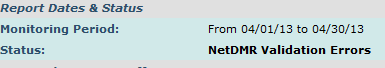 Report Dates & Status
Monitoring Period: From 04/01/13 to 04/30/13
Status: NetDMR Validation Errors